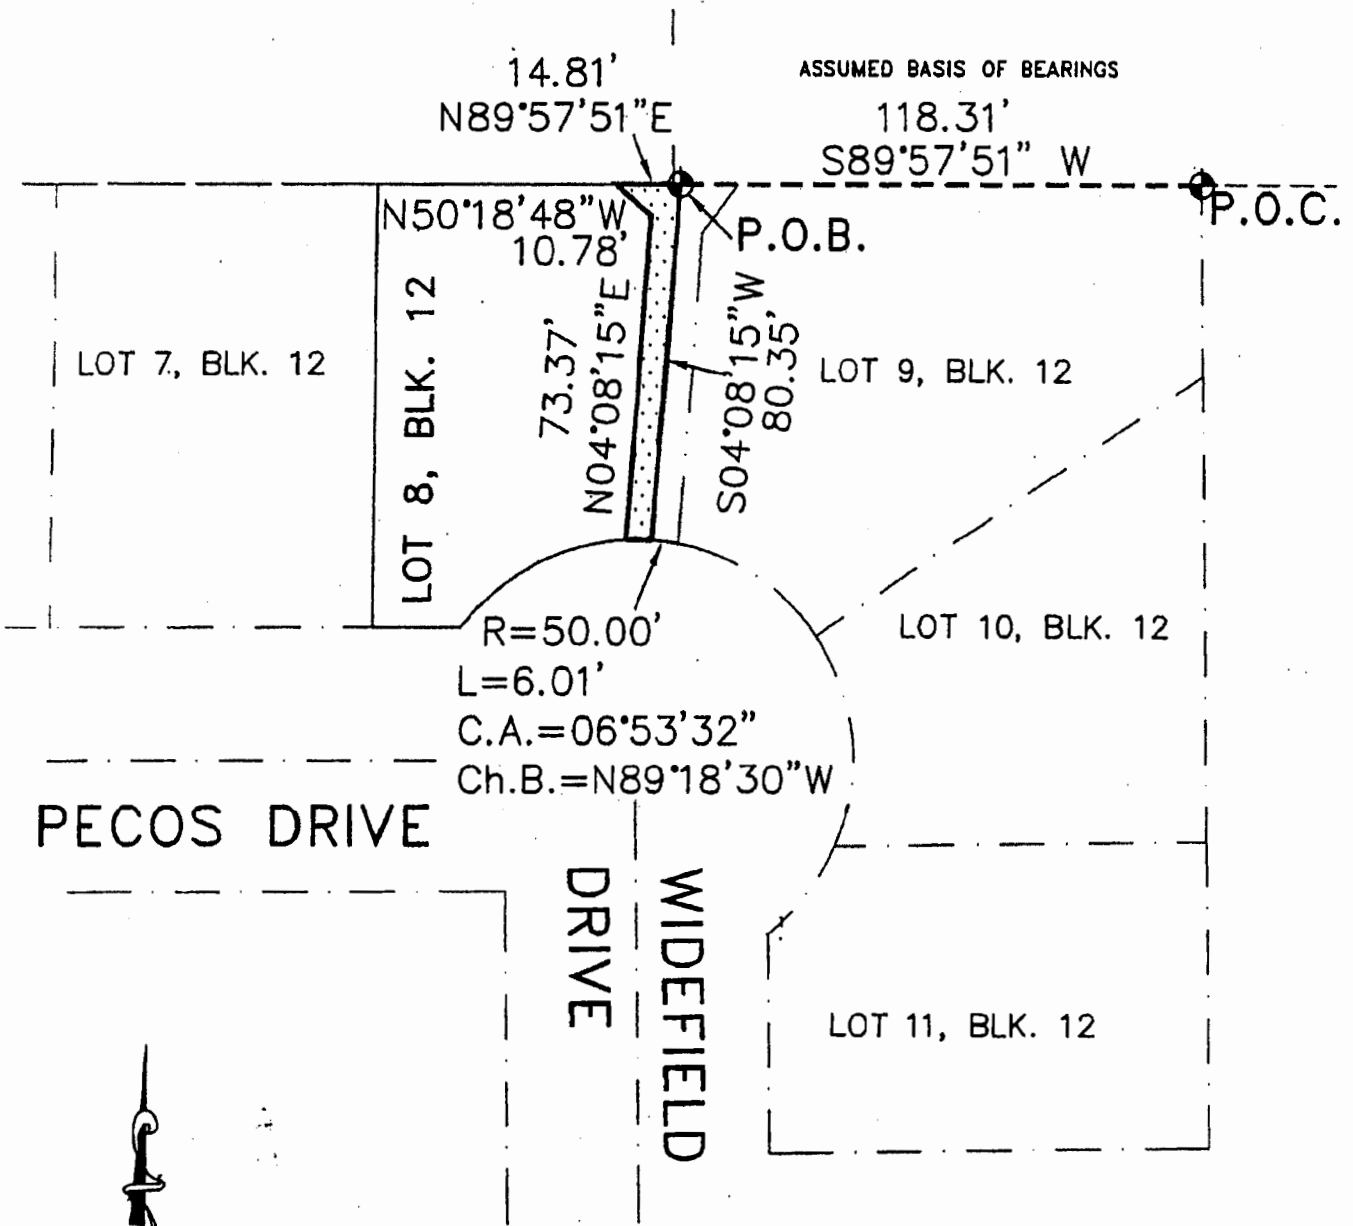 14.81'
N89°57'51"E
ASSUMED BASIS OF BEARINGS
118.31'
S89°57'51" W
P.O.C.
P.O.B.
N50°18'48"W
10.78'
LOT 7, BLK. 12
LOT 8, BLK. 12
73.37'
N04°08'15"E
S04°08'15"W
80.35'
LOT 9, BLK. 12
LOT 10, BLK. 12
R=50.00'
L=6.01'
C.A.=06°53'32"
Ch.B.=N89°18'30"W
PECOS DRIVE
WIDEFIELD
DRIVE
LOT 11, BLK. 12